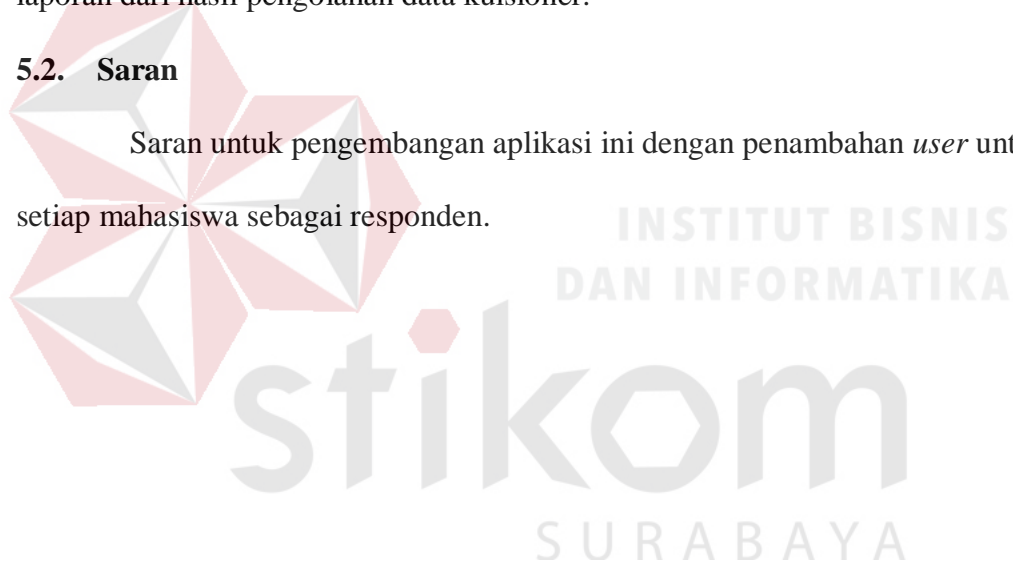 laporan dari hasil pengolahan data kuisioner.
5.2. Saran
Saran untuk pengembangan aplikasi ini dengan penambahan user
setiap mahasiswa sebagai responden.
INSTITUT BISNIS
DAN INFORMATIKA
stikom
SURABAYA